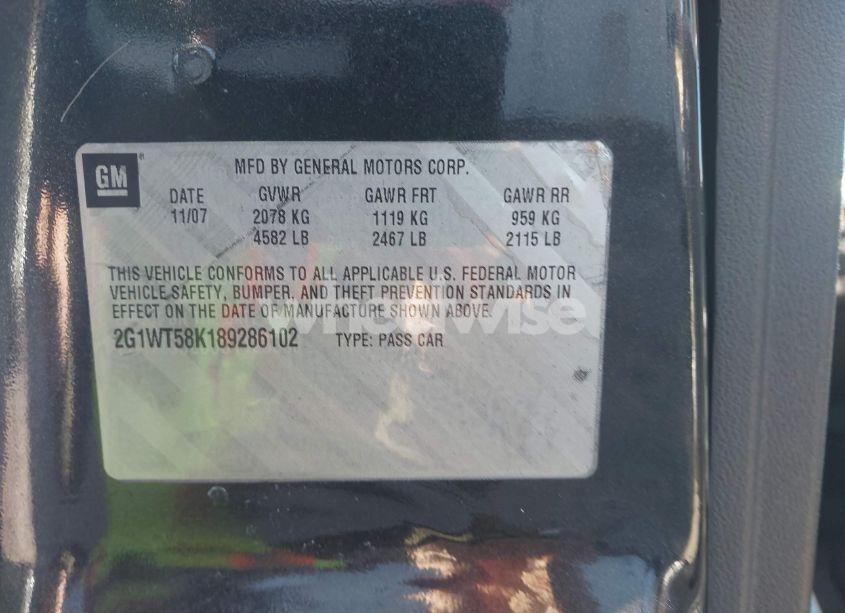 GM
MFD BY GENERAL MOTORS CORP.
DATE GVWR GAWR FRT GAWR RR
11/07 2078 KG 1119 KG 959 KG
4582 LB 2467 LB 2115 LB
THIS VEHICLE CONFORMS TO ALL APPLICABLE U.S. FEDERAL MOTOR
VEHICLE SAFETY, BUMPER, AND THEFT PREVENTION STANDARDS IN
EFFECT ON THE DATE OF MANUFACTURE SHOWN ABOVE.
2G1WT58K189286102 TYPE: PASS CAR